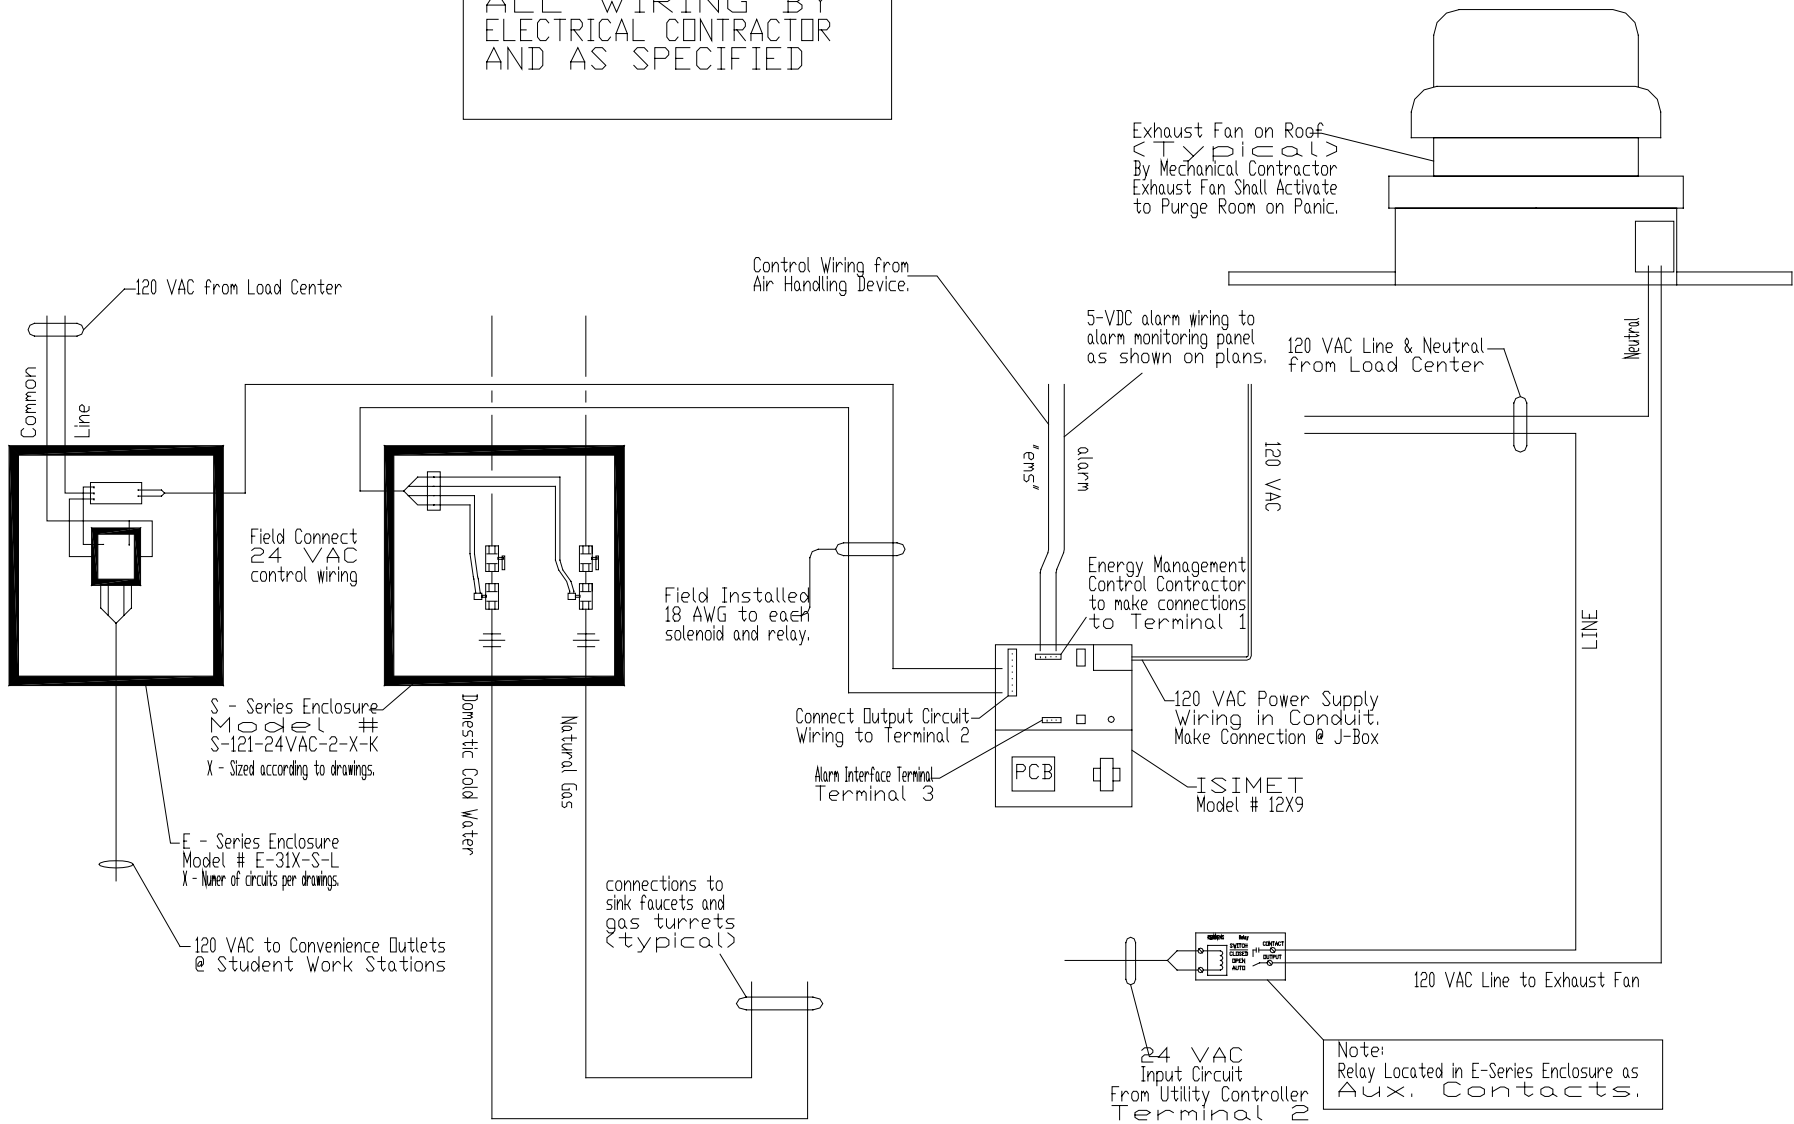 ALL WIRING BY
ELECTRICAL CONTRACTOR
AND AS SPECIFIED
Exhaust Fan on Roof
(Typical)
By Mechanical Contractor
Exhaust Fan Shall Activate
to Purge Room on Panic.
120 VAC from Load Center
Control Wiring from
Air Handling Device.
5-VDC alarm wiring to
alarm monitoring panel
as shown on plans.
120 VAC Line & Neutral
from Load Center
Neutral
Common
Line
"ems"
alarm
120 VAC
Field Connect
24 VAC
control wiring
Field Installed
18 AWG to each
solenoid and relay.
Energy Management
Control Contractor
to make connections
to Terminal 1
LINE
S - Series Enclosure
Model #
S-121-24VAC-2-X-K
X - Sized according to drawings.
Domestic Cold Water
Natural Gas
Connect Output Circuit
Wiring to Terminal 2
120 VAC Power Supply
Wiring in Conduit.
Make Connection @ J-Box
Alarm Interface Terminal
Terminal 3
PCB
ISIMET
Model # 12X9
E - Series Enclosure
Model # E-31X-S-L
X - Numer of circuits per drawings.
connections to
sink faucets and
gas turrets
(typical)
120 VAC to Convenience Outlets
@ Student Work Stations
Relay
SWITCH
CLOSED
OPEN
AUTO
CONTACT
OUTPUT
120 VAC Line to Exhaust Fan
24 VAC
Input Circuit
From Utility Controller
Terminal 2
Note:
Relay Located in E-Series Enclosure as
Aux. Contacts.